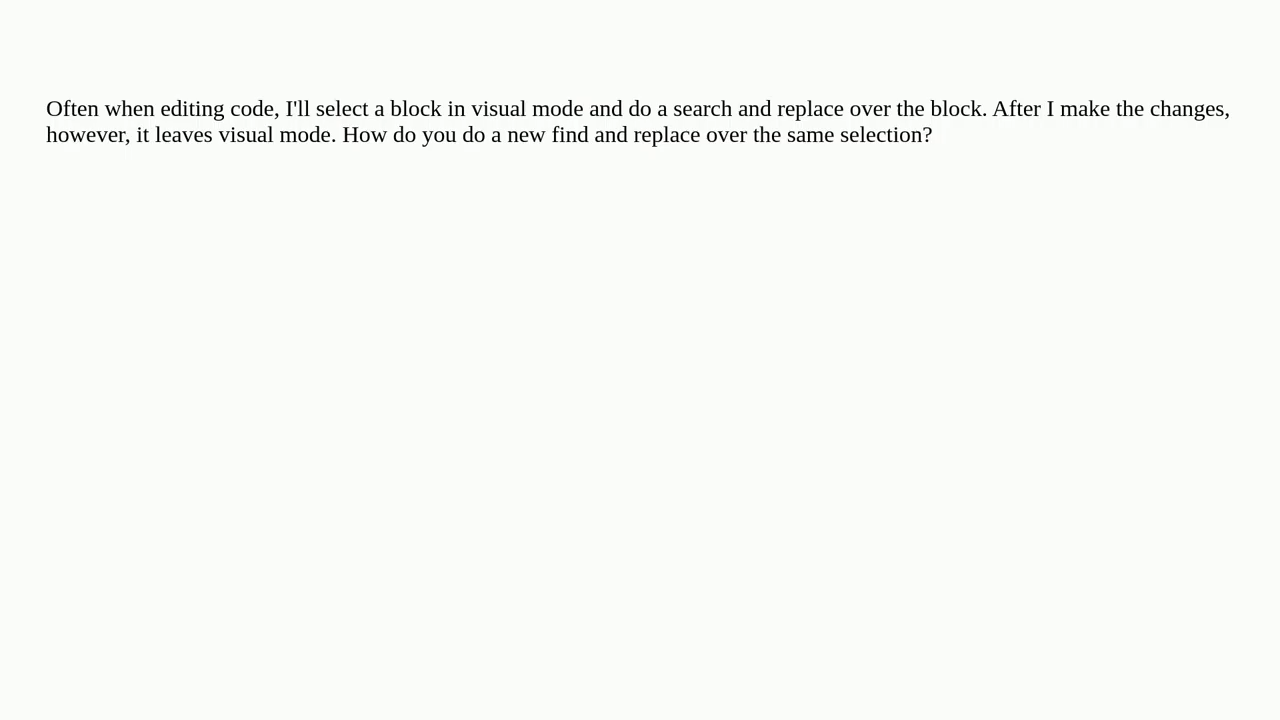 Often when editing code, I'll select a block in visual mode and do a search and replace over the block. After I make the changes,
however, it leaves visual mode. How do you do a new find and replace over the same selection?